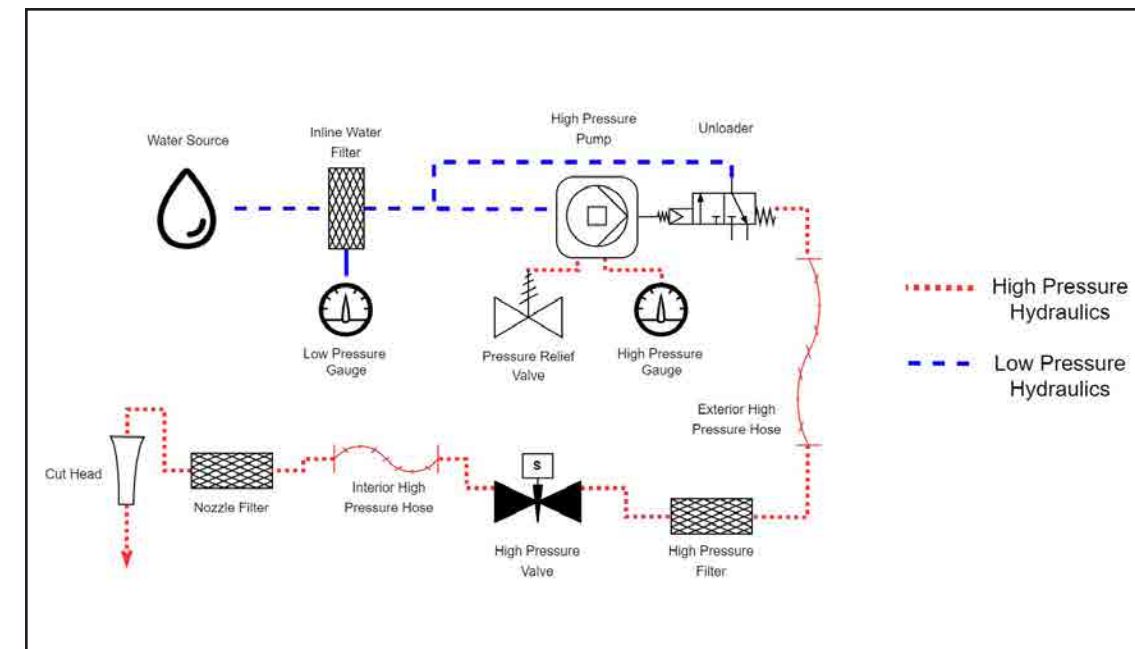 Water Source
Inline Water
Filter
High Pressure
Pump
Unloader
Low Pressure
Gauge
Pressure Relief
Valve
High Pressure
Gauge
High Pressure
Hydraulics
Low Pressure
Hydraulics
Exterior High
Pressure Hose
Cut Head
Nozzle Filter
Interior High
Pressure Hose
S
High Pressure
Valve
High Pressure
Filter